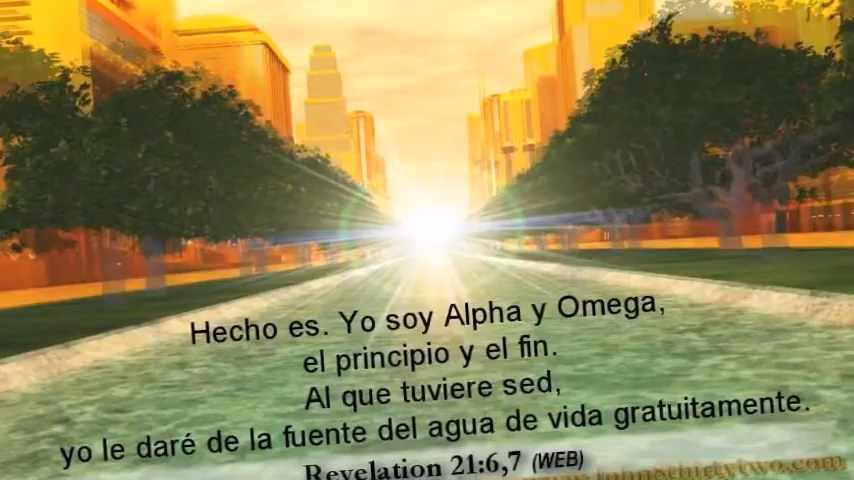 Hecho es. Yo soy Alpha y Omega,
el principio y el fin.
Al que tuviere sed,
yo le daré de la fuente del agua de vida gratuitamente.
Revelation 21:6,7 (WEB)